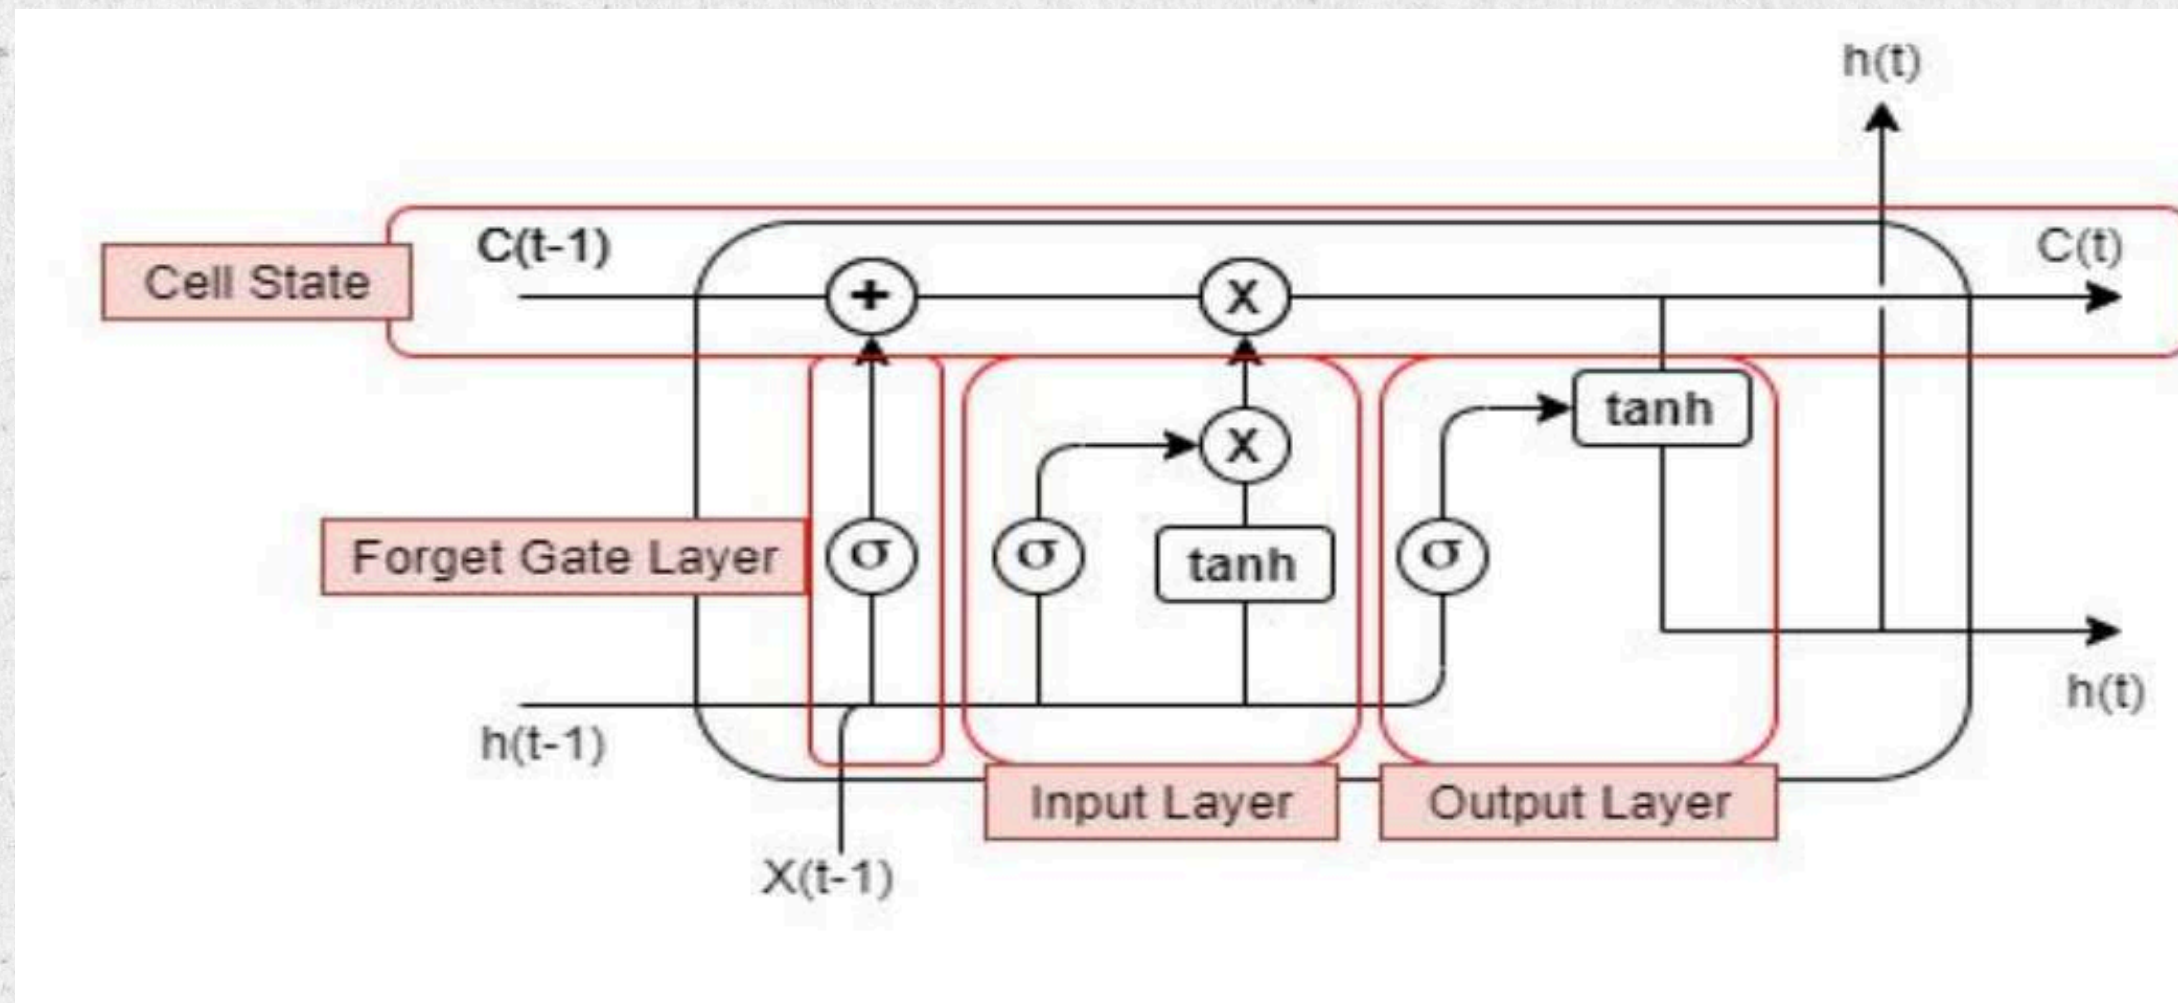 h(t)
C(t-1)
C(t)
Cell State
+
X
tanh
X
Forget Gate Layer
σ
σ
tanh
σ
h(t-1)
h(t)
Input Layer
Output Layer
X(t-1)